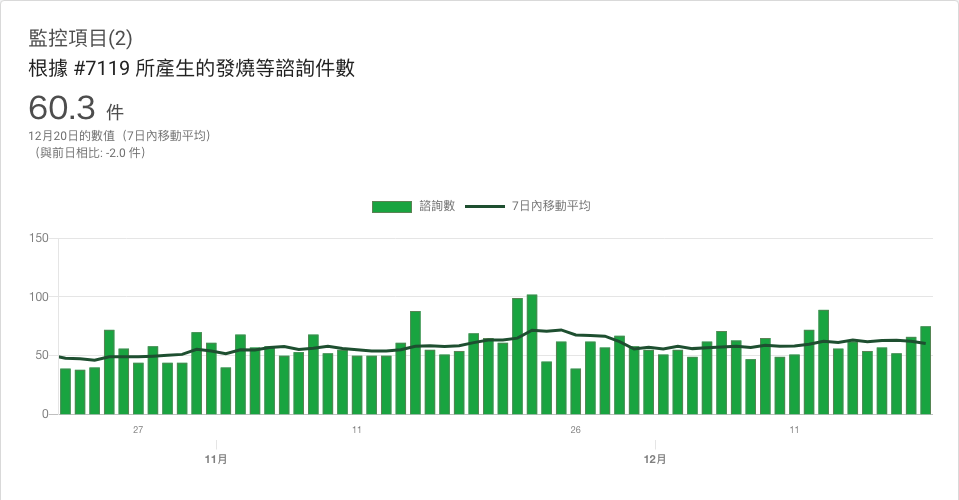 監控項目(2)
根據 #7119 所產生的發燒等諮詢件數
60.3 件
12月20日的數值（7日內移動平均）
（與前日相比: -2.0 件）
諮詢數 7日內移動平均
150
100
50
0
27 11 26 11
11月 12月